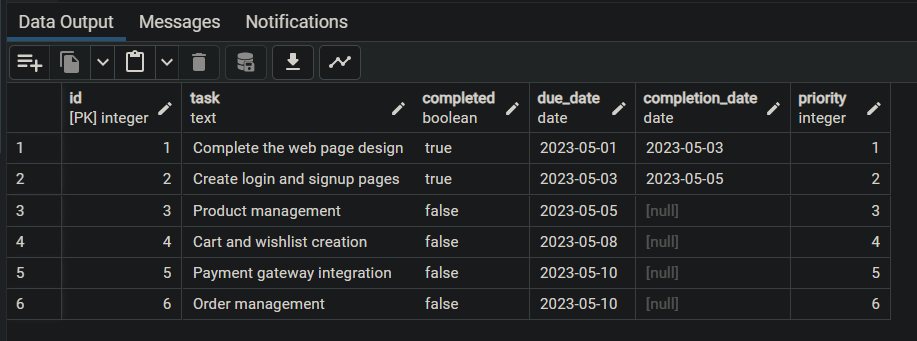 Data Output Messages Notifications
id task completed due_date completion_date priority
[PK] integer text boolean date date integer
1 1 Complete the web page design true 2023-05-01 2023-05-03 1
2 2 Create login and signup pages true 2023-05-03 2023-05-05 2
3 3 Product management false 2023-05-05 [null] 3
4 4 Cart and wishlist creation false 2023-05-08 [null] 4
5 5 Payment gateway integration false 2023-05-10 [null] 5
6 6 Order management false 2023-05-10 [null] 6